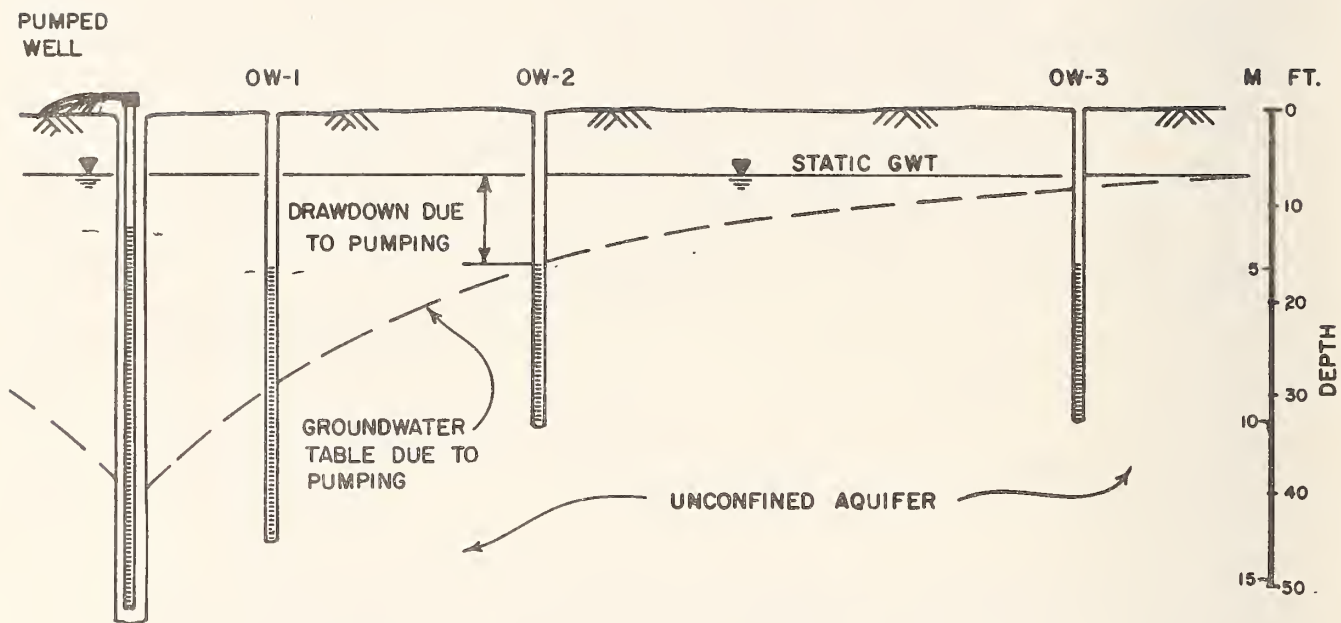 PUMPED
WELL
OW-1
OW-2
OW-3
M FT.
0
STATIC GWT
DRAWDOWN DUE
TO PUMPING
10
5
20
GROUNDWATER
TABLE DUE TO
PUMPING
30
10
UNCONFINED AQUIFER
40
15
50
DEPTH